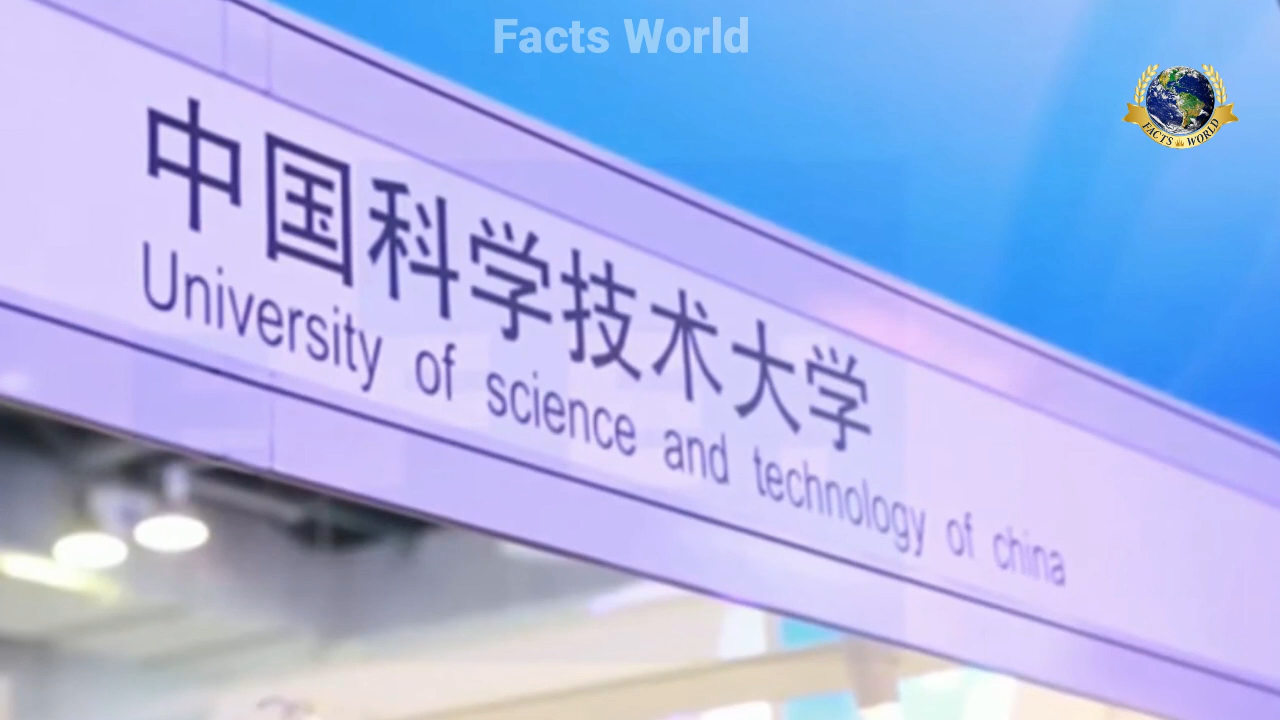 Facts World
FACTS WORLD
中国科学技术大学
University of science and technology of china